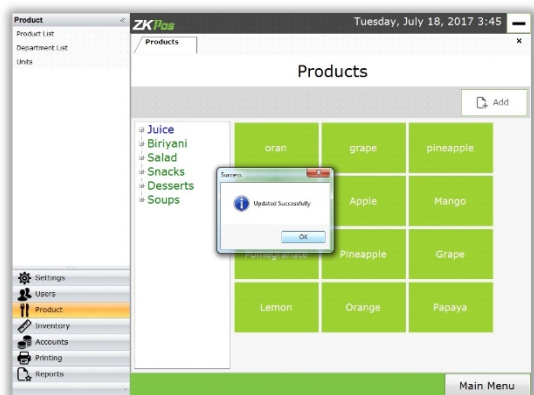 Product
Product List
Department List
Units
Settings
Users
Product
Inventory
Accounts
Printing
Reports
ZKPos
Tuesday, July 18, 2017 3:45
Products
Products
Add
Juice
Biriyani
Salad
Snacks
Desserts
Soups
oran grape pineapple
Success
Updated Successfully
OK
Apple Mango
Pomegranate Pineapple Grape
Lemon Orange Papaya
Main Menu